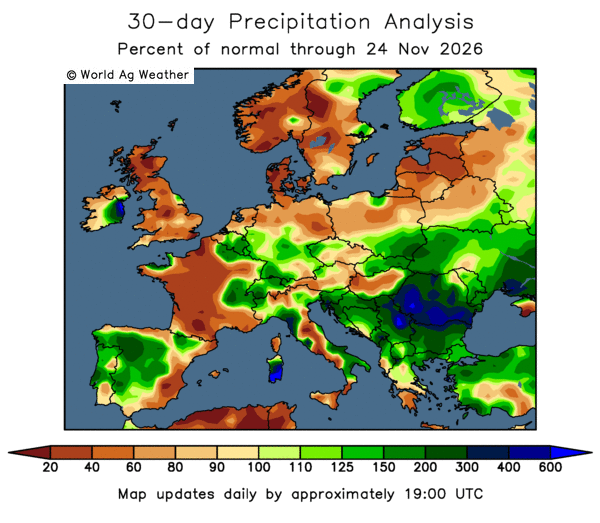 30-day Precipitation Analysis
Percent of normal through 24 Nov 2026
© World Ag Weather
20 40 60 80 90 100 110 125 150 200 300 400 600
Map updates daily by approximately 19:00 UTC